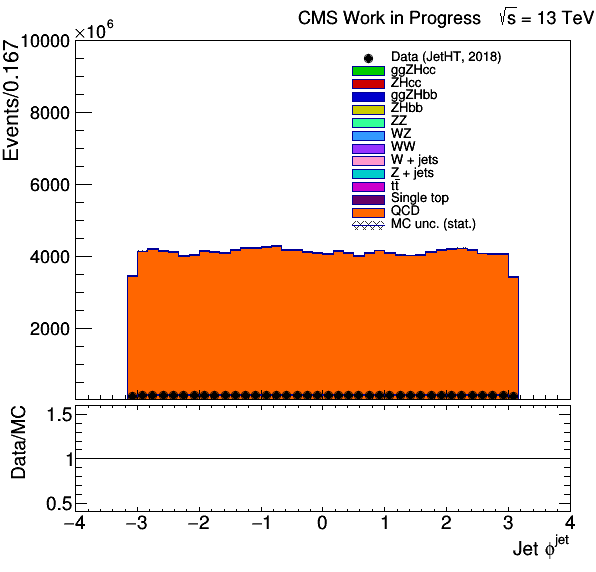 CMS Work in Progress √s = 13 TeV
×10⁶
Events/0.167
10000
8000
6000
4000
2000
Data (JetHT, 2018)
ggZHcc
ZHcc
ggZHbb
ZHbb
ZZ
WZ
WW
W + jets
Z + jets
tt̄
Single top
QCD
MC unc. (stat.)
Data/MC
1.5
1
0.5
−4 −3 −2 −1 0 1 2 3 4
Jet ϕ^jet